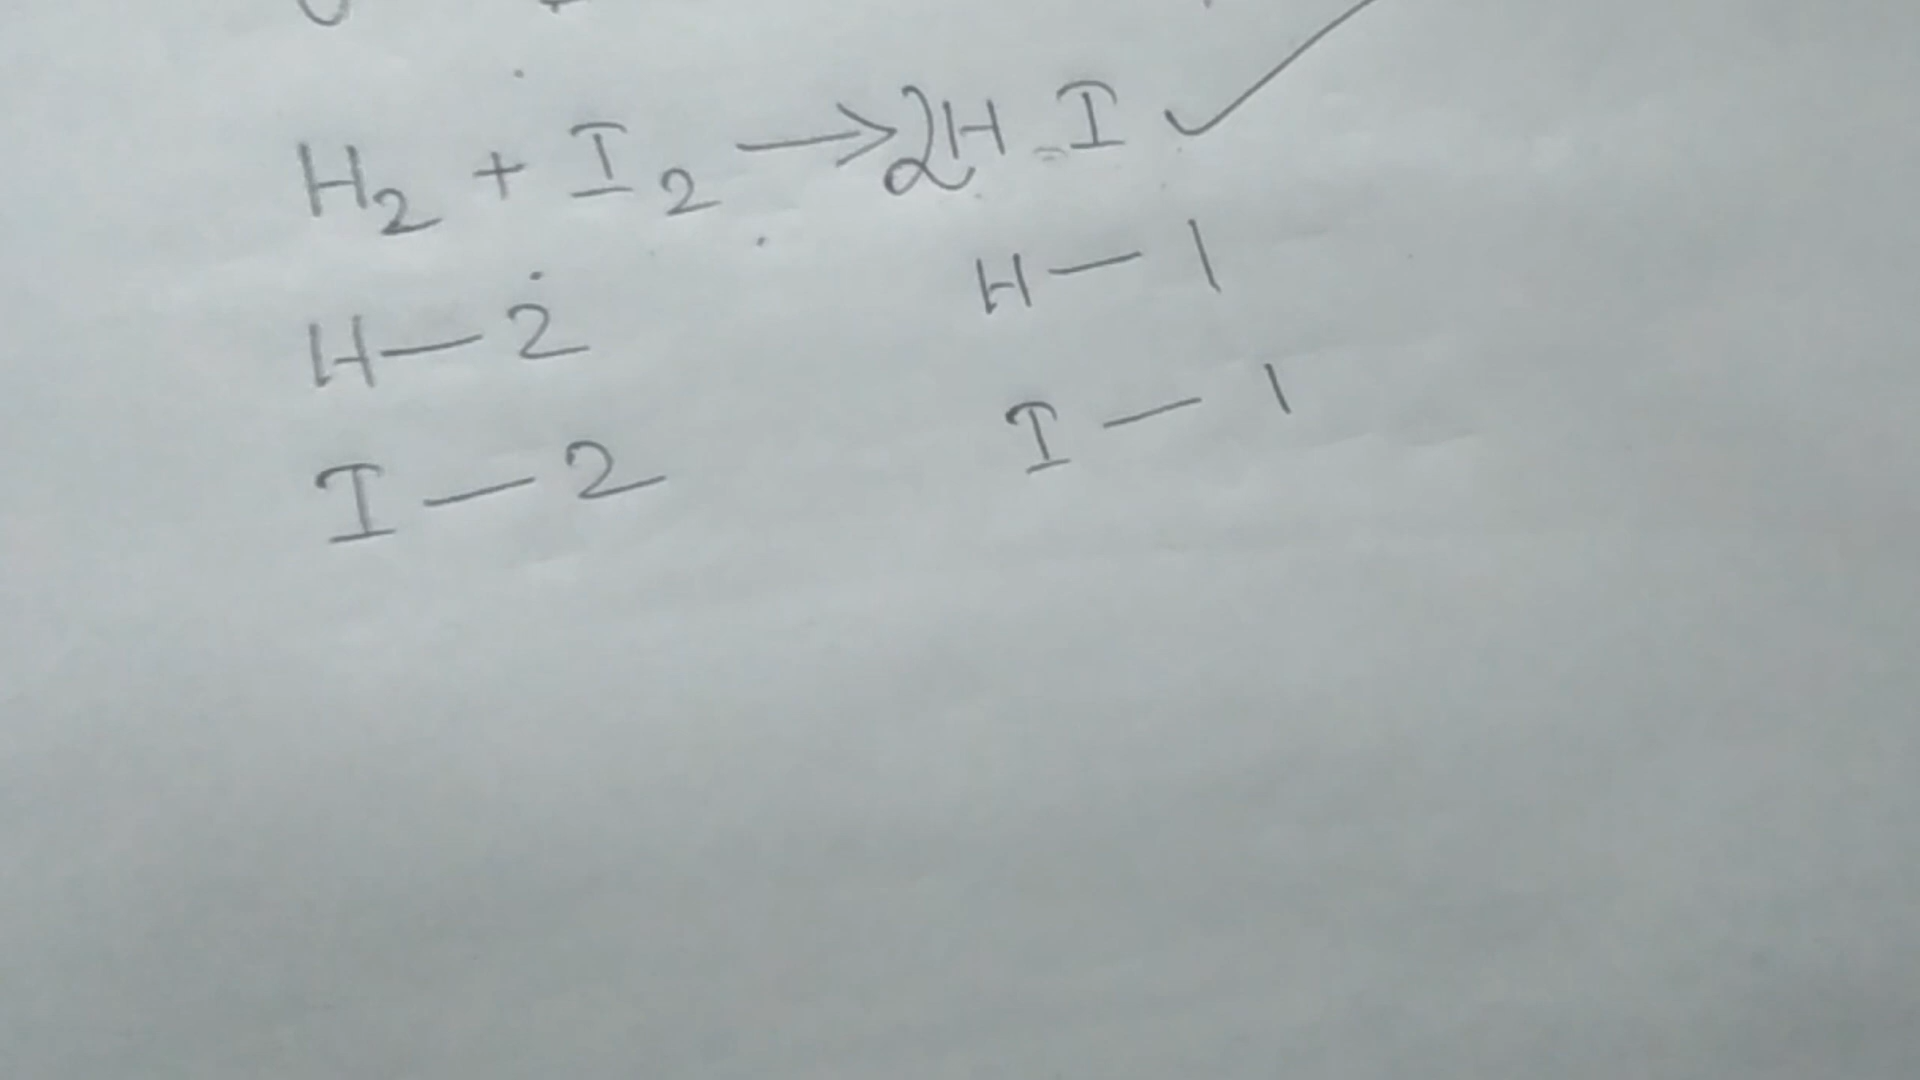 H₂ + I₂ → 2HI ✓
H — 2 H — 1
I — 2 I — 1